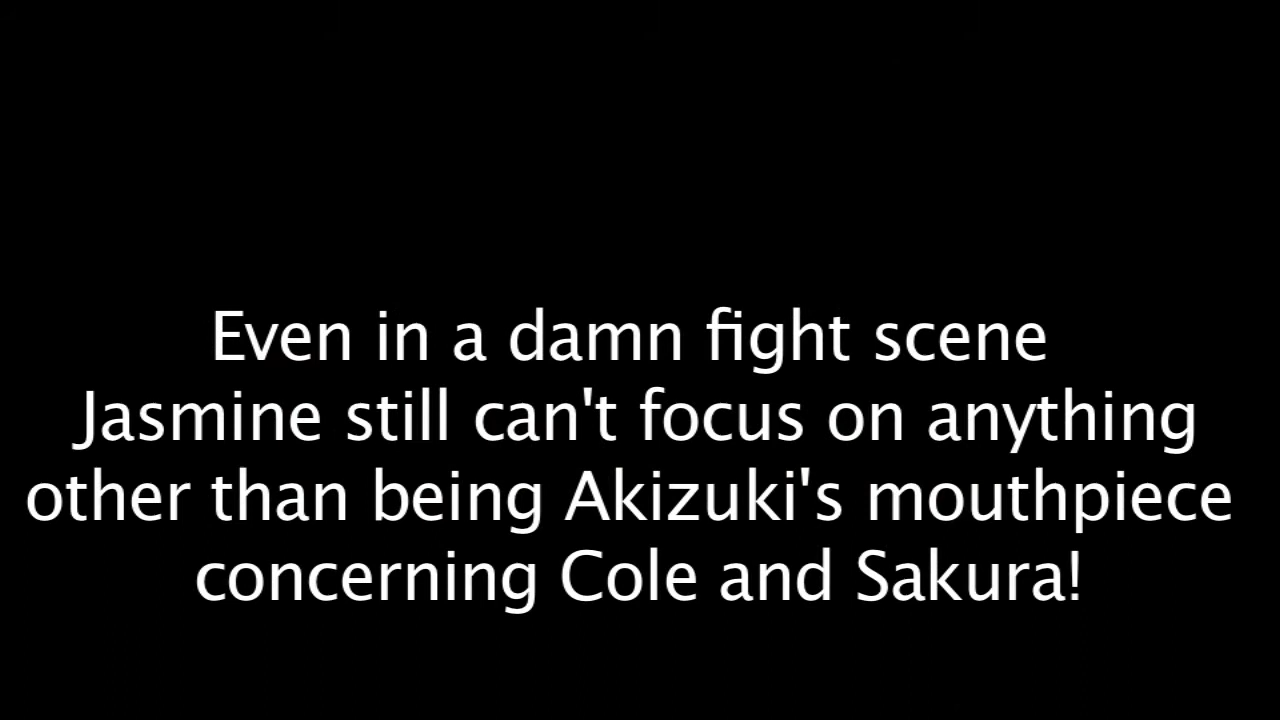 Even in a damn fight scene
Jasmine still can't focus on anything
other than being Akizuki's mouthpiece
concerning Cole and Sakura!